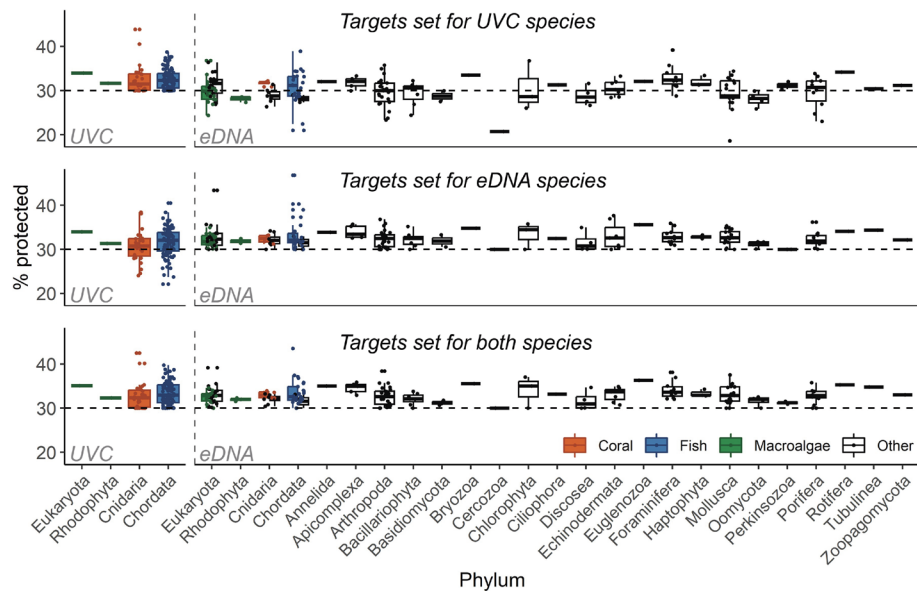 Targets set for UVC species
40
30
20
UVC
eDNA
Targets set for eDNA species
40
30
20
UVC
eDNA
% protected
Targets set for both species
40
30
20
UVC
eDNA
Coral
Fish
Macroalgae
Other
Eukaryota
Rhodophyta
Cnidaria
Chordata
Eukaryota
Rhodophyta
Cnidaria
Chordata
Annelida
Apicomplexa
Arthropoda
Bacillariophyta
Basidiomycota
Bryozoa
Cercozoa
Chlorophyta
Ciliophora
Discosea
Echinodermata
Euglenozoa
Foraminifera
Haptophyta
Mollusca
Oomycota
Perkinsozoa
Porifera
Rotifera
Tubulinea
Zoopagomycota
Phylum